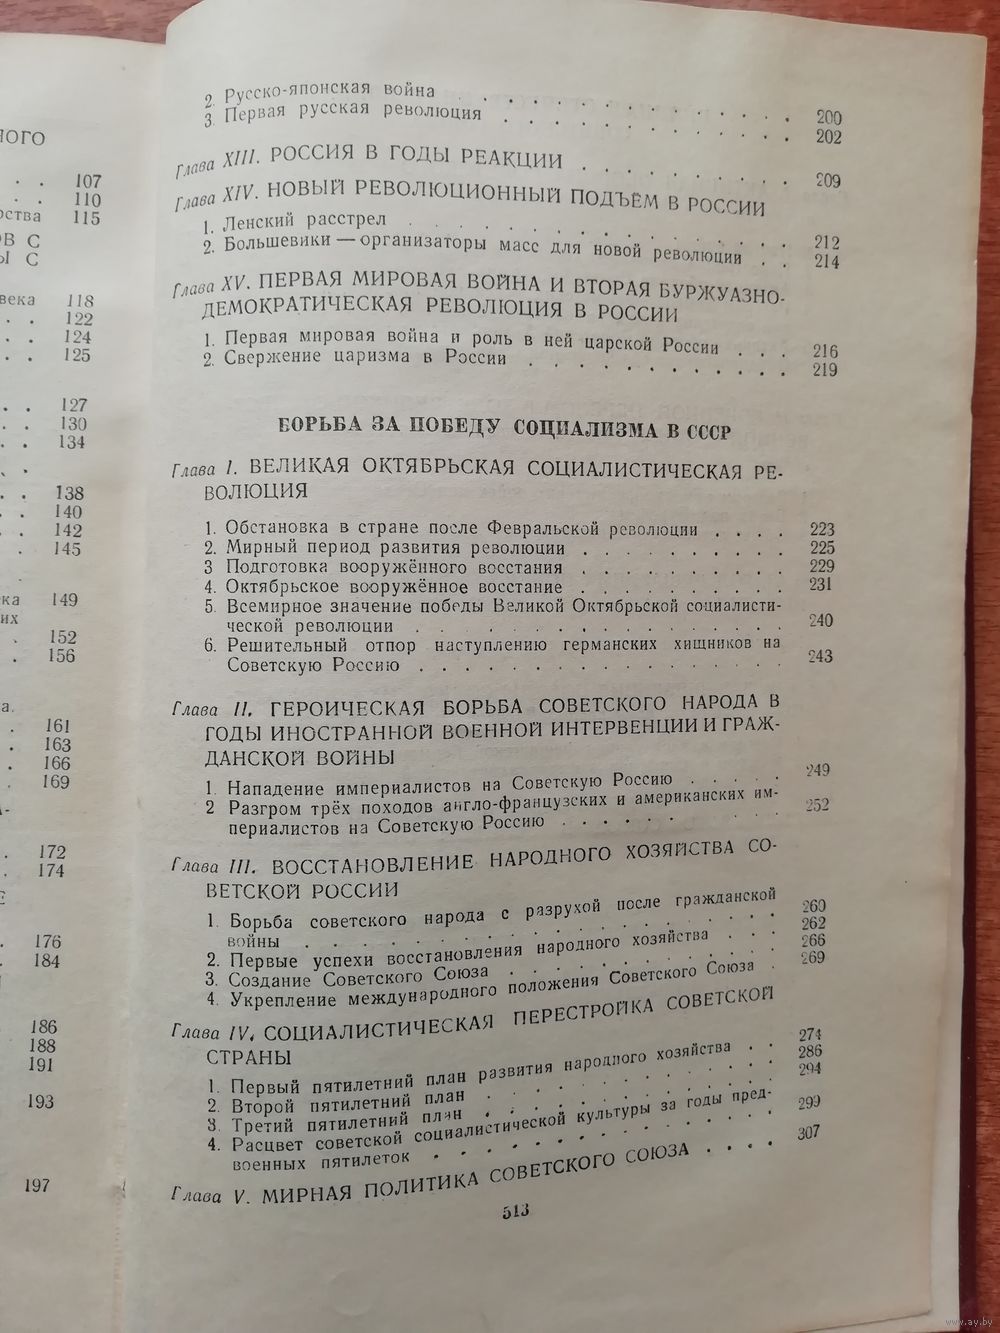 НОГО
107
110
рства 115
ОВ С
Ы С
века 118
122
124
125
127
130
134
138
140
142
145
ка 149
их
152
156
а.
161
163
166
169
172
174
176
184
186
188
191
193
197
2. Русско-японская война . . . . . . . . . . . . . . 200
3. Первая русская революция . . . . . . . . . . . . . 202
Глава XIII. РОССИЯ В ГОДЫ РЕАКЦИИ . . . . . . . . . . 209
Глава XIV. НОВЫЙ РЕВОЛЮЦИОННЫЙ ПОДЪЁМ В РОССИИ
1. Ленский расстрел . . . . . . . . . . . . . . . 212
2. Большевики — организаторы масс для новой революции . . 214
Глава XV. ПЕРВАЯ МИРОВАЯ ВОЙНА И ВТОРАЯ БУРЖУАЗНО-
ДЕМОКРАТИЧЕСКАЯ РЕВОЛЮЦИЯ В РОССИИ
1. Первая мировая война и роль в ней царской России . . . 216
2. Свержение царизма в России . . . . . . . . . . . 219
БОРЬБА ЗА ПОБЕДУ СОЦИАЛИЗМА В СССР
Глава I. ВЕЛИКАЯ ОКТЯБРЬСКАЯ СОЦИАЛИСТИЧЕСКАЯ РЕ-
ВОЛЮЦИЯ
1. Обстановка в стране после Февральской революции . . . . 223
2. Мирный период развития революции . . . . . . . . . 225
3 Подготовка вооружённого восстания . . . . . . . . . 229
4. Октябрьское вооружённое восстание . . . . . . . . . 231
5. Всемирное значение победы Великой Октябрьской социалисти-
ческой революции . . . . . . . . . . . . . . . 240
6. Решительный отпор наступлению германских хищников на
Советскую Россию . . . . . . . . . . . . . . . 243
Глава II. ГЕРОИЧЕСКАЯ БОРЬБА СОВЕТСКОГО НАРОДА В
ГОДЫ ИНОСТРАННОЙ ВОЕННОЙ ИНТЕРВЕНЦИИ И ГРАЖ-
ДАНСКОЙ ВОЙНЫ
1. Нападение империалистов на Советскую Россию . . . . . 249
2 Разгром трёх походов англо-французских и американских им-
периалистов на Советскую Россию . . . . . . . . 252
Глава III. ВОССТАНОВЛЕНИЕ НАРОДНОГО ХОЗЯЙСТВА СО-
ВЕТСКОЙ РОССИИ
1. Борьба советского народа с разрухой после гражданской
войны . . . . . . . . . . . . . . . . . 260
2. Первые успехи восстановления народного хозяйства . . . 262
3. Создание Советского Союза . . . . . . . . . . . 266
4. Укрепление международного положения Советского Союза . 269
Глава IV. СОЦИАЛИСТИЧЕСКАЯ ПЕРЕСТРОЙКА СОВЕТСКОЙ
СТРАНЫ
1. Первый пятилетний план развития народного хозяйства . . 274
2. Второй пятилетний план . . . . . . . . . . . . 286
3. Третий пятилетний план . . . . . . . . . . . . 294
4. Расцвет советской социалистической культуры за годы пред-
военных пятилеток . . . . . . . . . . . . . . 299
Глава V. МИРНАЯ ПОЛИТИКА СОВЕТСКОГО СОЮЗА . . . . 307
513
www.ay.by